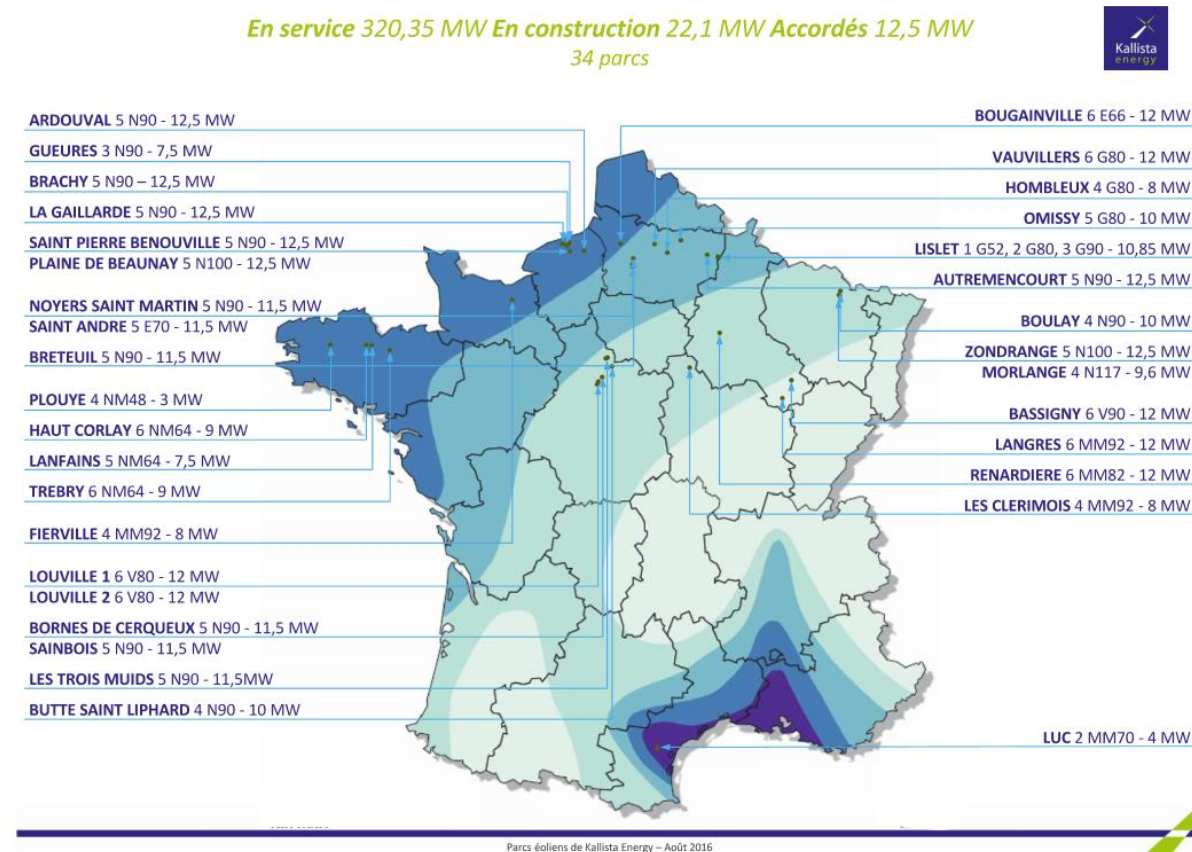 En service 320,35 MW En construction 22,1 MW Accordés 12,5 MW
34 parcs
Kallista
energy
ARDOUVAL 5 N90 - 12,5 MW
GUEURES 3 N90 - 7,5 MW
BRACHY 5 N90 – 12,5 MW
LA GAILLARDE 5 N90 - 12,5 MW
SAINT PIERRE BENOUVILLE 5 N90 - 12,5 MW
PLAINE DE BEAUNAY 5 N100 - 12,5 MW
NOYERS SAINT MARTIN 5 N90 - 11,5 MW
SAINT ANDRE 5 E70 - 11,5 MW
BRETEUIL 5 N90 - 11,5 MW
PLOUYE 4 NM48 - 3 MW
HAUT CORLAY 6 NM64 - 9 MW
LANFAINS 5 NM64 - 7,5 MW
TREBRY 6 NM64 - 9 MW
FIERVILLE 4 MM92 - 8 MW
LOUVILLE 1 6 V80 - 12 MW
LOUVILLE 2 6 V80 - 12 MW
BORNES DE CERQUEUX 5 N90 - 11,5 MW
SAINBOIS 5 N90 - 11,5 MW
LES TROIS MUIDS 5 N90 - 11,5MW
BUTTE SAINT LIPHARD 4 N90 - 10 MW
BOUGAINVILLE 6 E66 - 12 MW
VAUVILLERS 6 G80 - 12 MW
HOMBLEUX 4 G80 - 8 MW
OMISSY 5 G80 - 10 MW
LISLET 1 G52, 2 G80, 3 G90 - 10,85 MW
AUTREMENCOURT 5 N90 - 12,5 MW
BOULAY 4 N90 - 10 MW
ZONDRANGE 5 N100 - 12,5 MW
MORLANGE 4 N117 - 9,6 MW
BASSIGNY 6 V90 - 12 MW
LANGRES 6 MM92 - 12 MW
RENARDIERE 6 MM82 - 12 MW
LES CLERIMOIS 4 MM92 - 8 MW
LUC 2 MM70 - 4 MW
Parcs éoliens de Kallista Energy – Août 2016